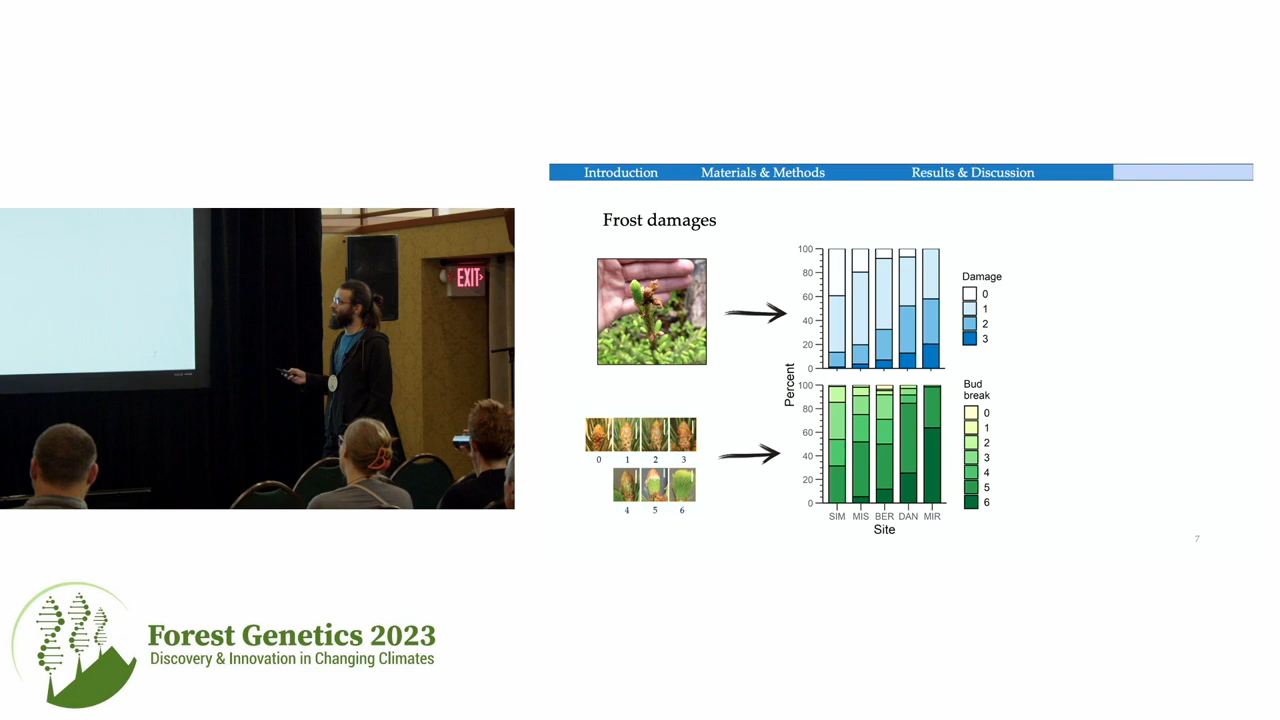 Introduction Materials & Methods Results & Discussion
Frost damages
EXIT
0 1 2 3
4 5 6
100
80
60
40
20
0
Damage
0
1
2
3
Percent
100
80
60
40
20
0
SIM MIS BER DAN MIR
Site
Bud
break
0
1
2
3
4
5
6
7
Forest Genetics 2023
Discovery & Innovation in Changing Climates